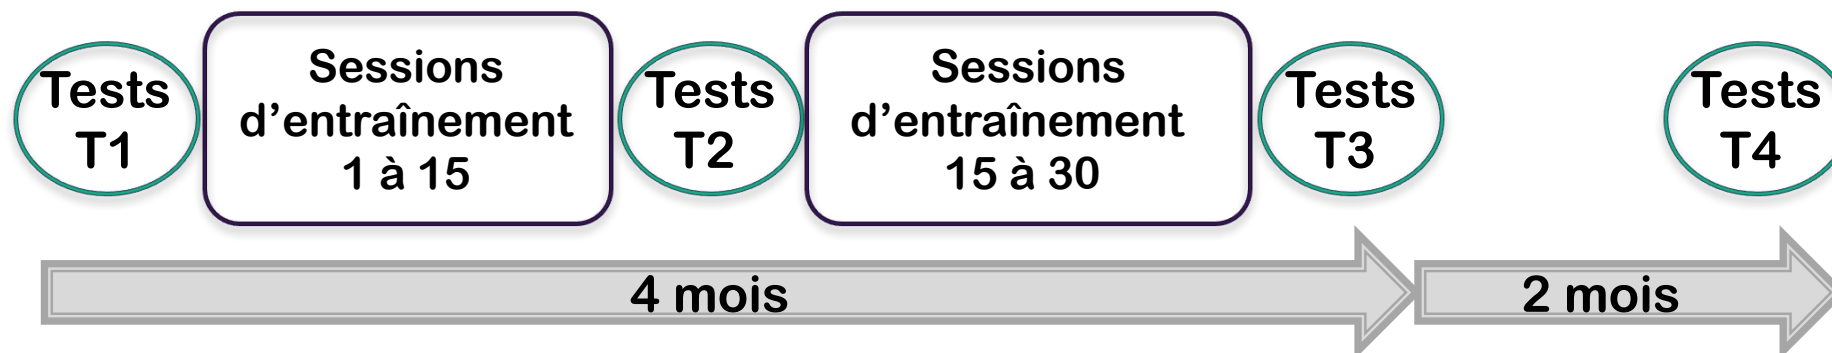 Tests
T1
Sessions
d’entraînement
1 à 15
Tests
T2
Sessions
d’entraînement
15 à 30
Tests
T3
Tests
T4
4 mois
2 mois